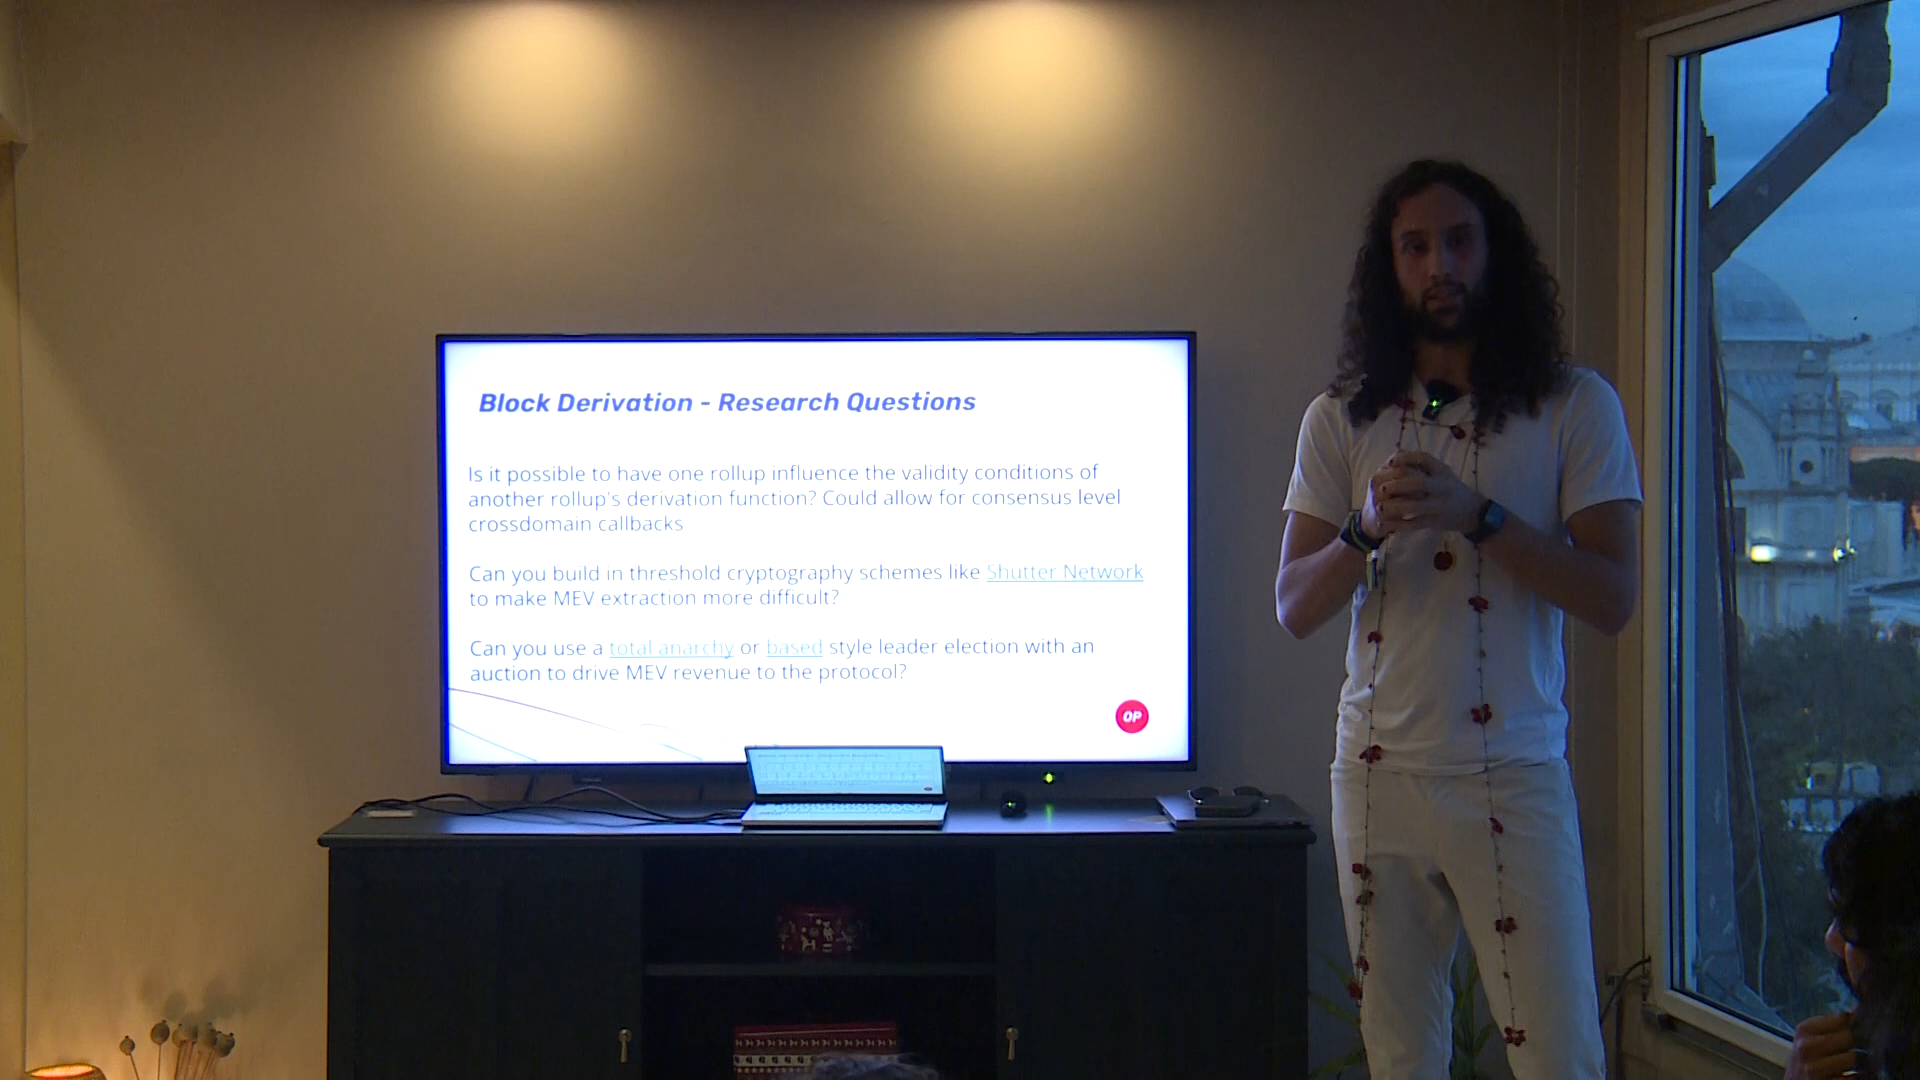 Block Derivation - Research Questions
Is it possible to have one rollup influence the validity conditions of
another rollup's derivation function? Could allow for consensus level
crossdomain callbacks
Can you build in threshold cryptography schemes like Shutter Network
to make MEV extraction more difficult?
Can you use a total anarchy or based style leader election with an
auction to drive MEV revenue to the protocol?
OP